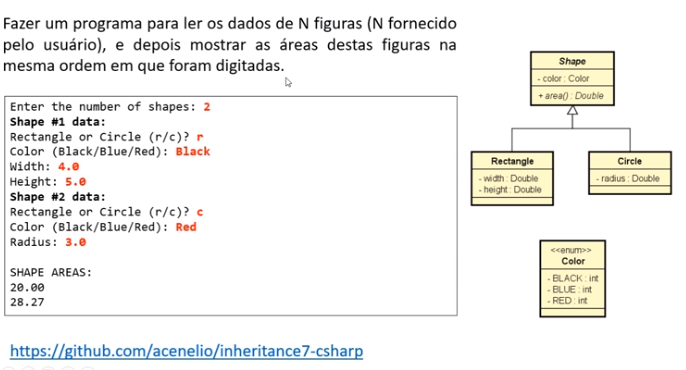 Fazer um programa para ler os dados de N figuras (N fornecido
pelo usuário), e depois mostrar as áreas destas figuras na
mesma ordem em que foram digitadas.
Enter the number of shapes: 2
Shape #1 data:
Rectangle or Circle (r/c)? r
Color (Black/Blue/Red): Black
Width: 4.0
Height: 5.0
Shape #2 data:
Rectangle or Circle (r/c)? c
Color (Black/Blue/Red): Red
Radius: 3.0
SHAPE AREAS:
20.00
28.27
https://github.com/acenelio/inheritance7-csharp
Shape
- color : Color
+ area() : Double
Rectangle
- width : Double
- height : Double
Circle
- radius : Double
<<enum>>
Color
- BLACK : int
- BLUE : int
- RED : int